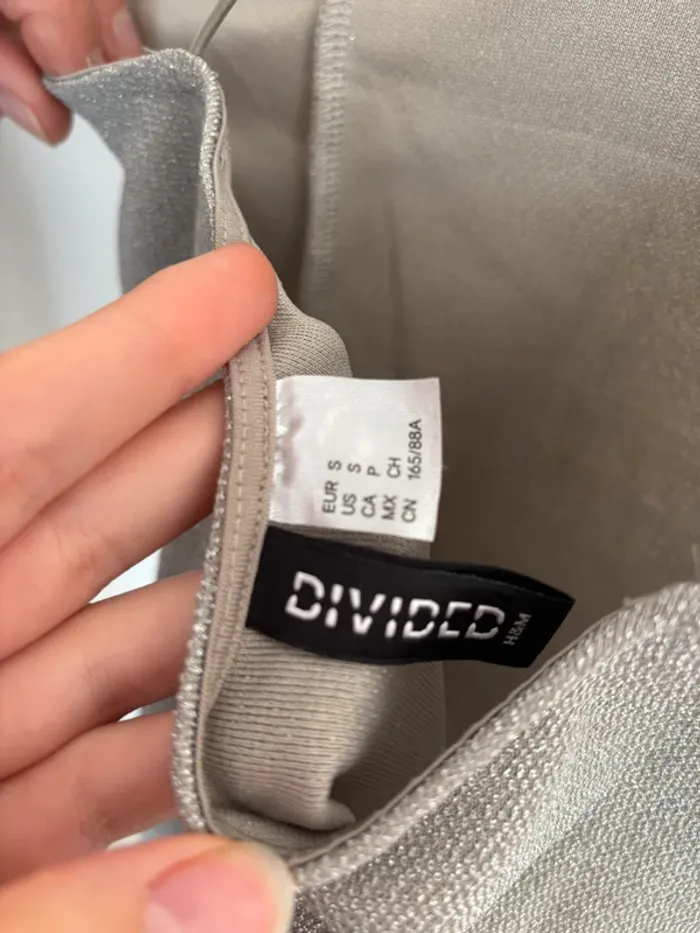 EUR S
US S
CA P
MX CH
CN 165/88A
DIVIDED
H&M